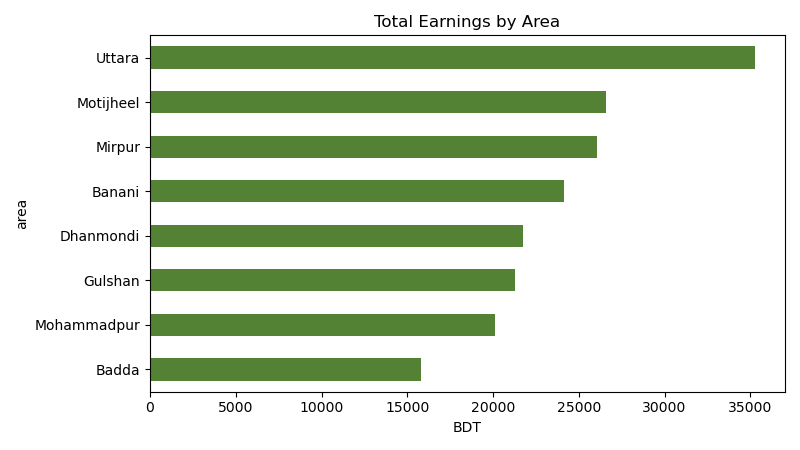 Total Earnings by Area
Uttara
Motijheel
Mirpur
Banani
Dhanmondi
Gulshan
Mohammadpur
Badda
area
0 5000 10000 15000 20000 25000 30000 35000
BDT